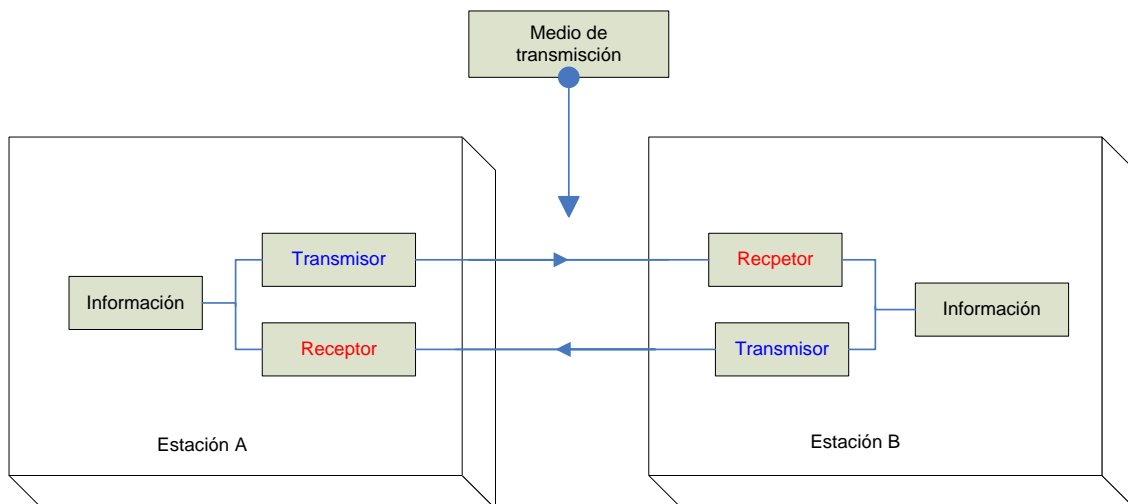 Medio de
transmisción
Transmisor
Recpetor
Información
Información
Receptor
Transmisor
Estación A
Estación B